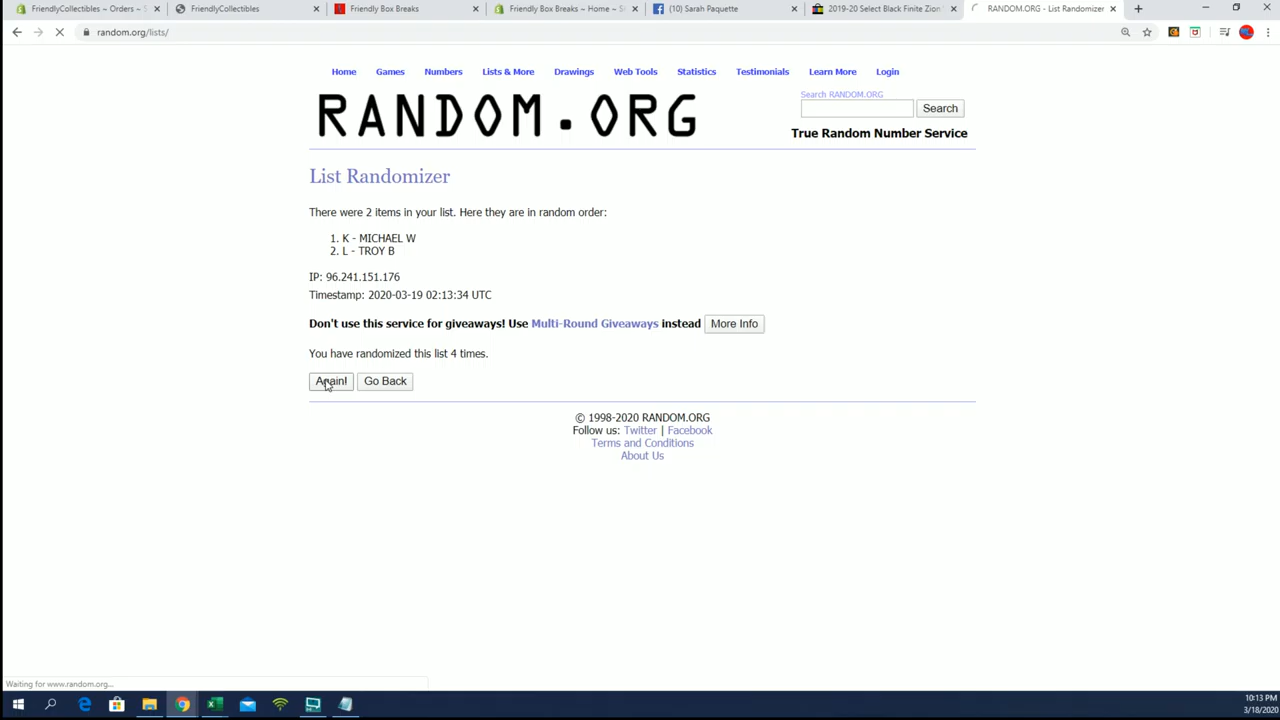 FriendlyCollectibles ~ Orders ~ S
FriendlyCollectibles
Friendly Box Breaks
Friendly Box Breaks ~ Home ~ S
(10) Sarah Paquette
2019-20 Select Black Finite Zion
RANDOM.ORG - List Randomizer
random.org/lists/
Home Games Numbers Lists & More Drawings Web Tools Statistics Testimonials Learn More Login
RANDOM.ORG
Search RANDOM.ORG
Search
True Random Number Service
List Randomizer
There were 2 items in your list. Here they are in random order:
1. K - MICHAEL W
2. L - TROY B
IP: 96.241.151.176
Timestamp: 2020-03-19 02:13:34 UTC
Don't use this service for giveaways! Use Multi-Round Giveaways instead More Info
You have randomized this list 4 times.
Again! Go Back
© 1998-2020 RANDOM.ORG
Follow us: Twitter | Facebook
Terms and Conditions
About Us
Waiting for www.random.org...
10:13 PM
3/18/2020